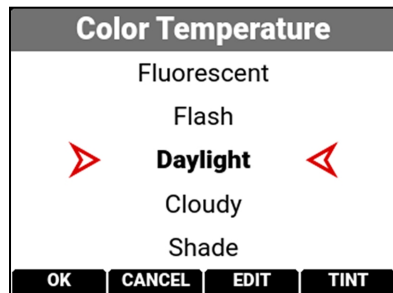 Color Temperature
Fluorescent
Flash
Daylight
Cloudy
Shade
OK CANCEL EDIT TINT